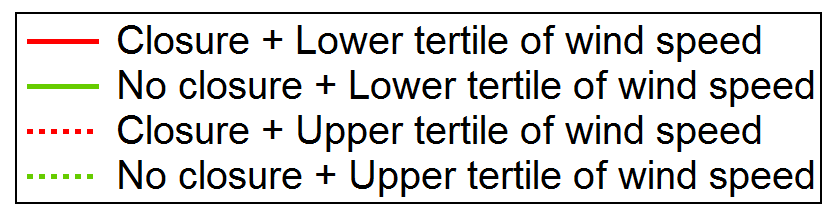 Closure + Lower tertile of wind speed
No closure + Lower tertile of wind speed
Closure + Upper tertile of wind speed
No closure + Upper tertile of wind speed